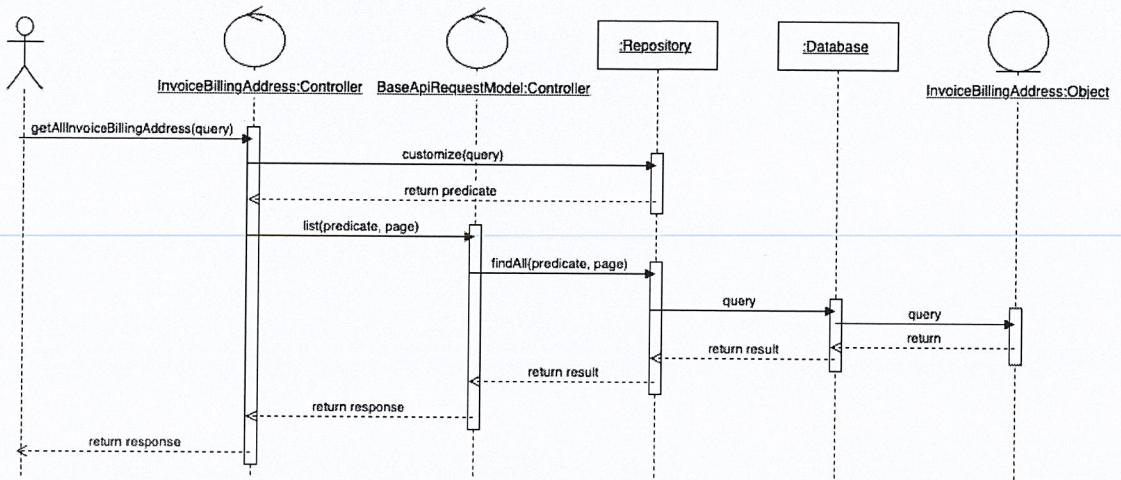 :Repository
:Database
InvoiceBillingAddress:Controller
BaseApiRequestModel:Controller
InvoiceBillingAddress:Object
getAllInvoiceBillingAddress(query)
customize(query)
return predicate
list(predicate, page)
findAll(predicate, page)
query
query
return
return result
return result
return response
return response